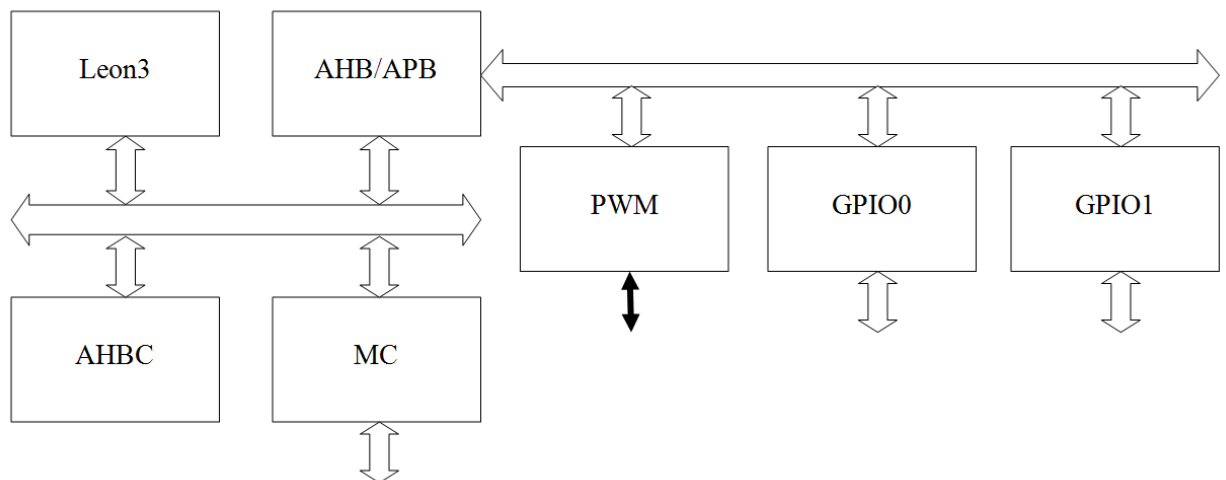 Leon3
AHB/APB
PWM
GPIO0
GPIO1
AHBC
MC